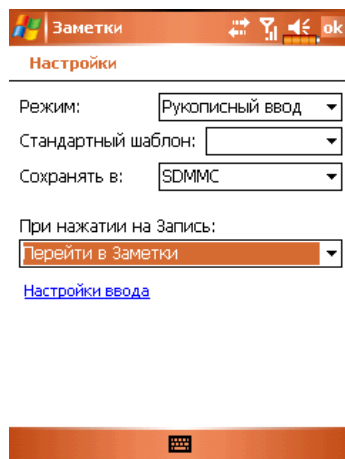 Заметки ok
Настройки
Режим: Рукописный ввод
Стандартный шаблон:
Сохранять в: SDMMC
При нажатии на Запись:
Перейти в Заметки
Настройки ввода